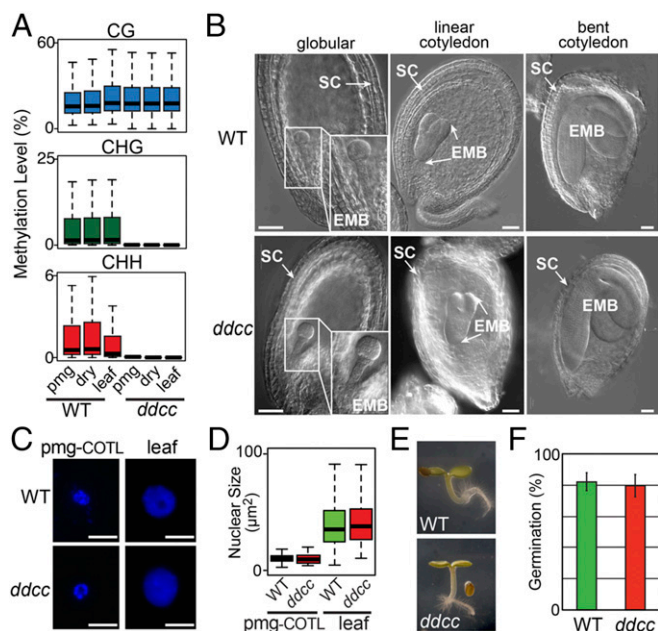 A
CG
60
0
CHG
25
0
CHH
6
0
Methylation Level (%)
pmg
dry
leaf
pmg
dry
leaf
WT
ddcc
B
globular
linear
cotyledon
bent
cotyledon
WT
SC
EMB
SC
EMB
SC
EMB
ddcc
SC
EMB
SC
EMB
SC
EMB
C
pmg-COTL
leaf
WT
ddcc
D
100
0
Nuclear Size
(µm²)
WT
ddcc
WT
ddcc
pmg-COTL
leaf
E
WT
ddcc
F
100
0
Germination (%)
WT
ddcc